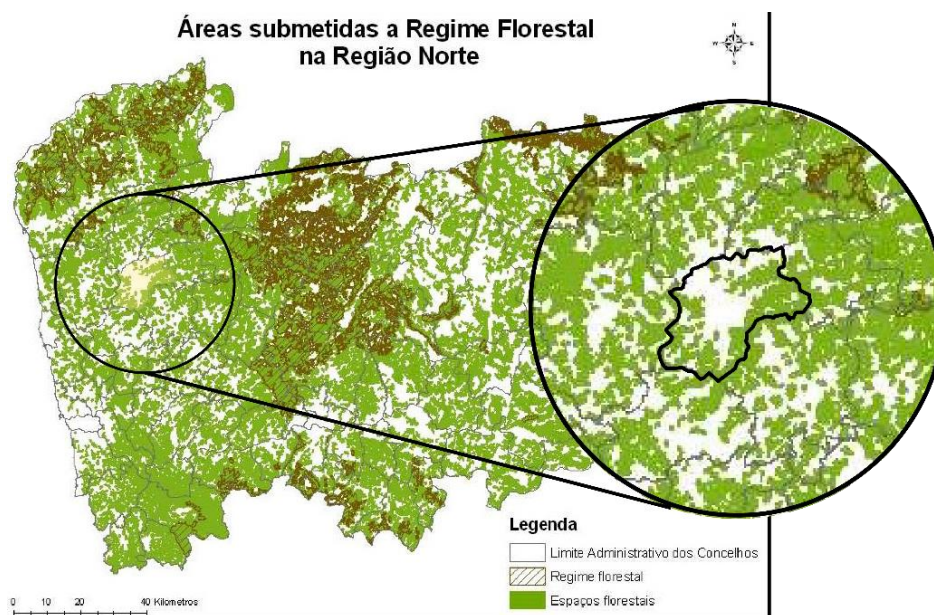 Áreas submetidas a Regime Florestal
na Região Norte
N
W E
S
Legenda
Limite Administrativo dos Concelhos
Regime florestal
Espaços florestais
0 10 20 40 Kilometros